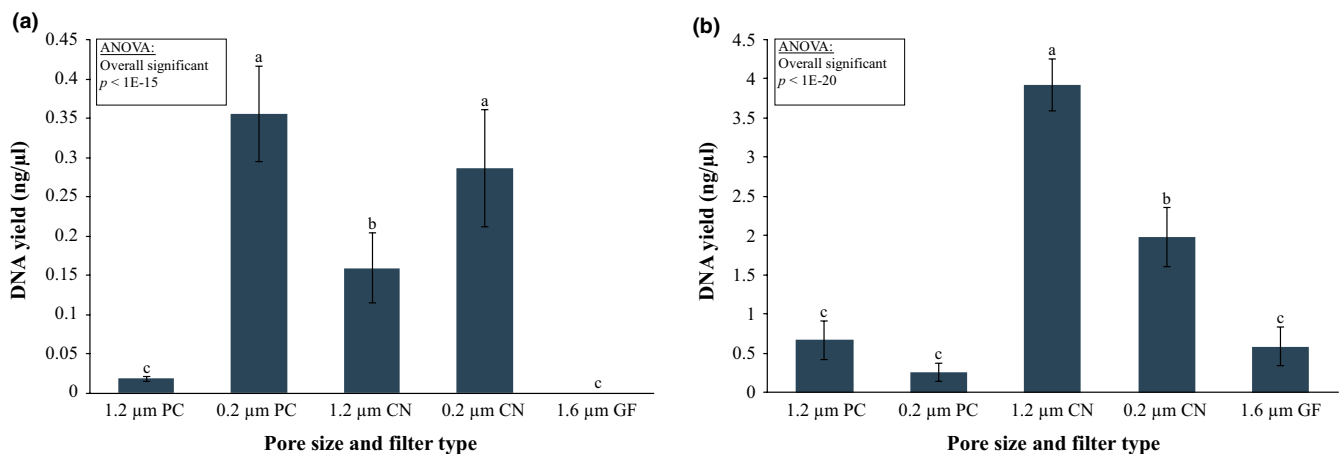 (a)
ANOVA:
Overall significant
p < 1E-15
DNA yield (ng/µl)
0.45
0.4
0.35
0.3
0.25
0.2
0.15
0.1
0.05
0
c
a
b
a
c
1.2 µm PC
0.2 µm PC
1.2 µm CN
0.2 µm CN
1.6 µm GF
Pore size and filter type
(b)
ANOVA:
Overall significant
p < 1E-20
DNA yield (ng/µl)
4.5
4
3.5
3
2.5
2
1.5
1
0.5
0
c
c
a
b
c
1.2 µm PC
0.2 µm PC
1.2 µm CN
0.2 µm CN
1.6 µm GF
Pore size and filter type